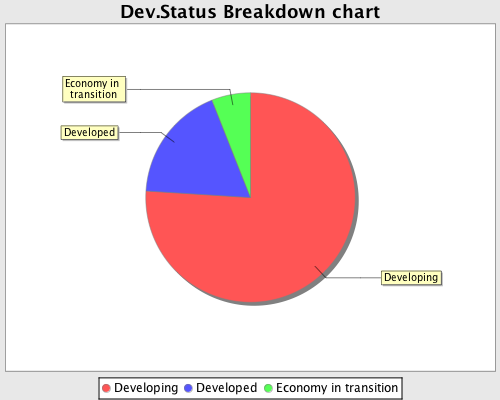 Dev.Status Breakdown chart
Economy in
transition
Developed
Developing
Developing Developed Economy in transition